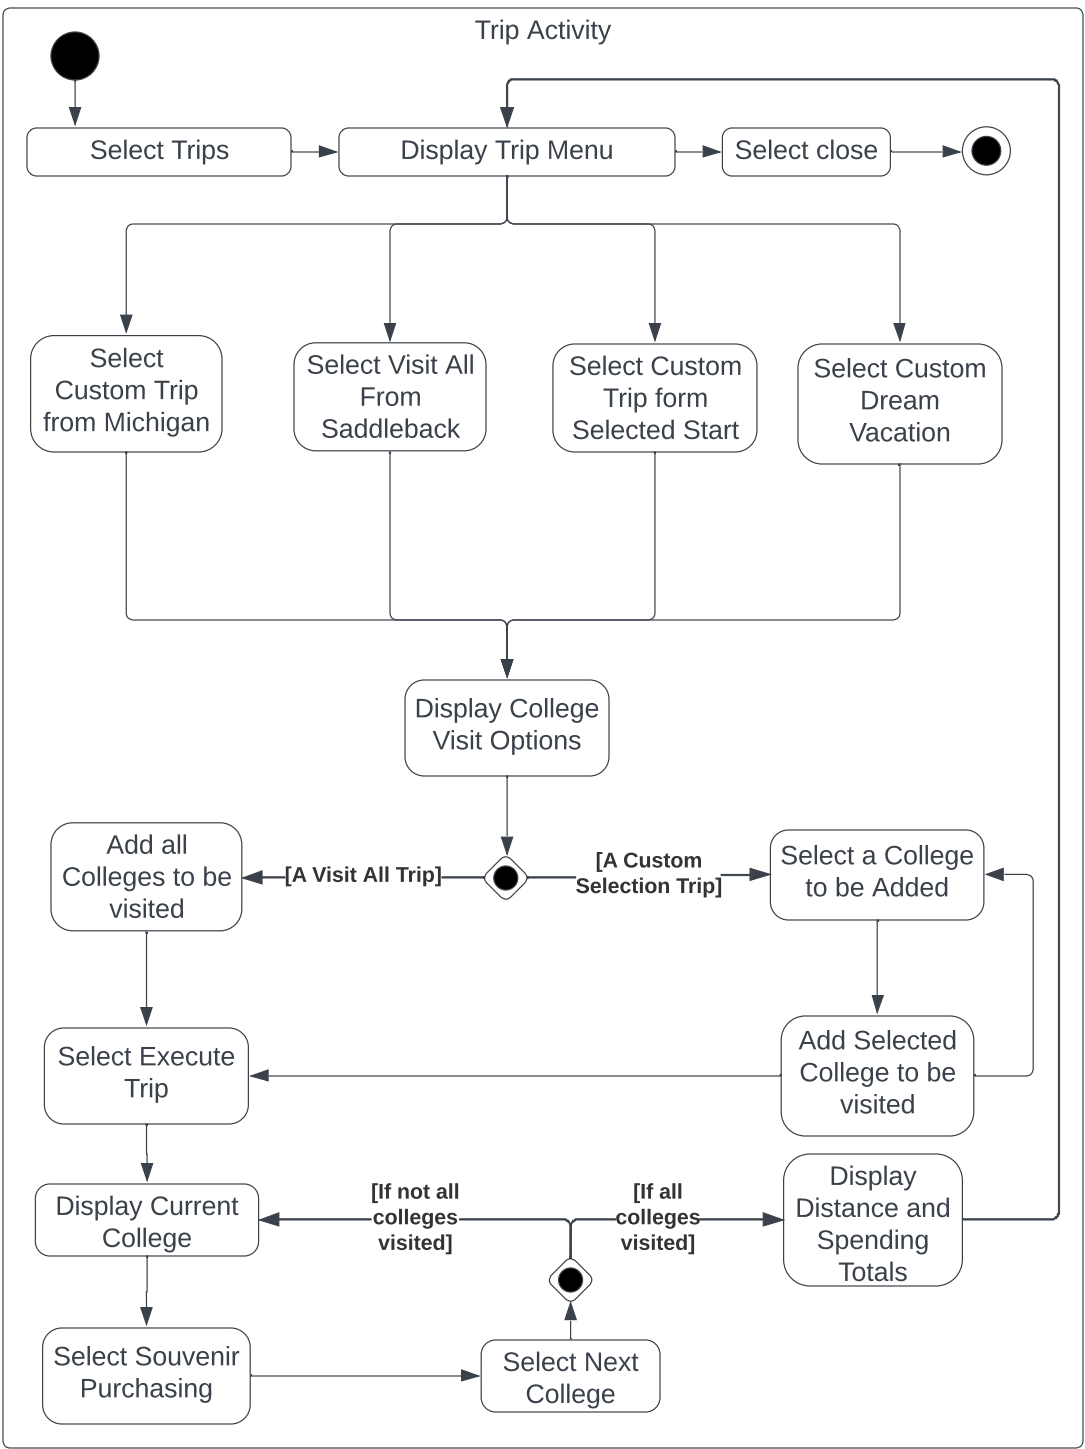 Trip Activity
Select Trips
Display Trip Menu
Select close
Select
Custom Trip
from Michigan
Select Visit All
From
Saddleback
Select Custom
Trip form
Selected Start
Select Custom
Dream
Vacation
Display College
Visit Options
Add all
Colleges to be
visited
[A Visit All Trip]
[A Custom
Selection Trip]
Select a College
to be Added
Select Execute
Trip
Add Selected
College to be
visited
Display Current
College
[If not all
colleges
visited]
[If all
colleges
visited]
Display
Distance and
Spending
Totals
Select Souvenir
Purchasing
Select Next
College